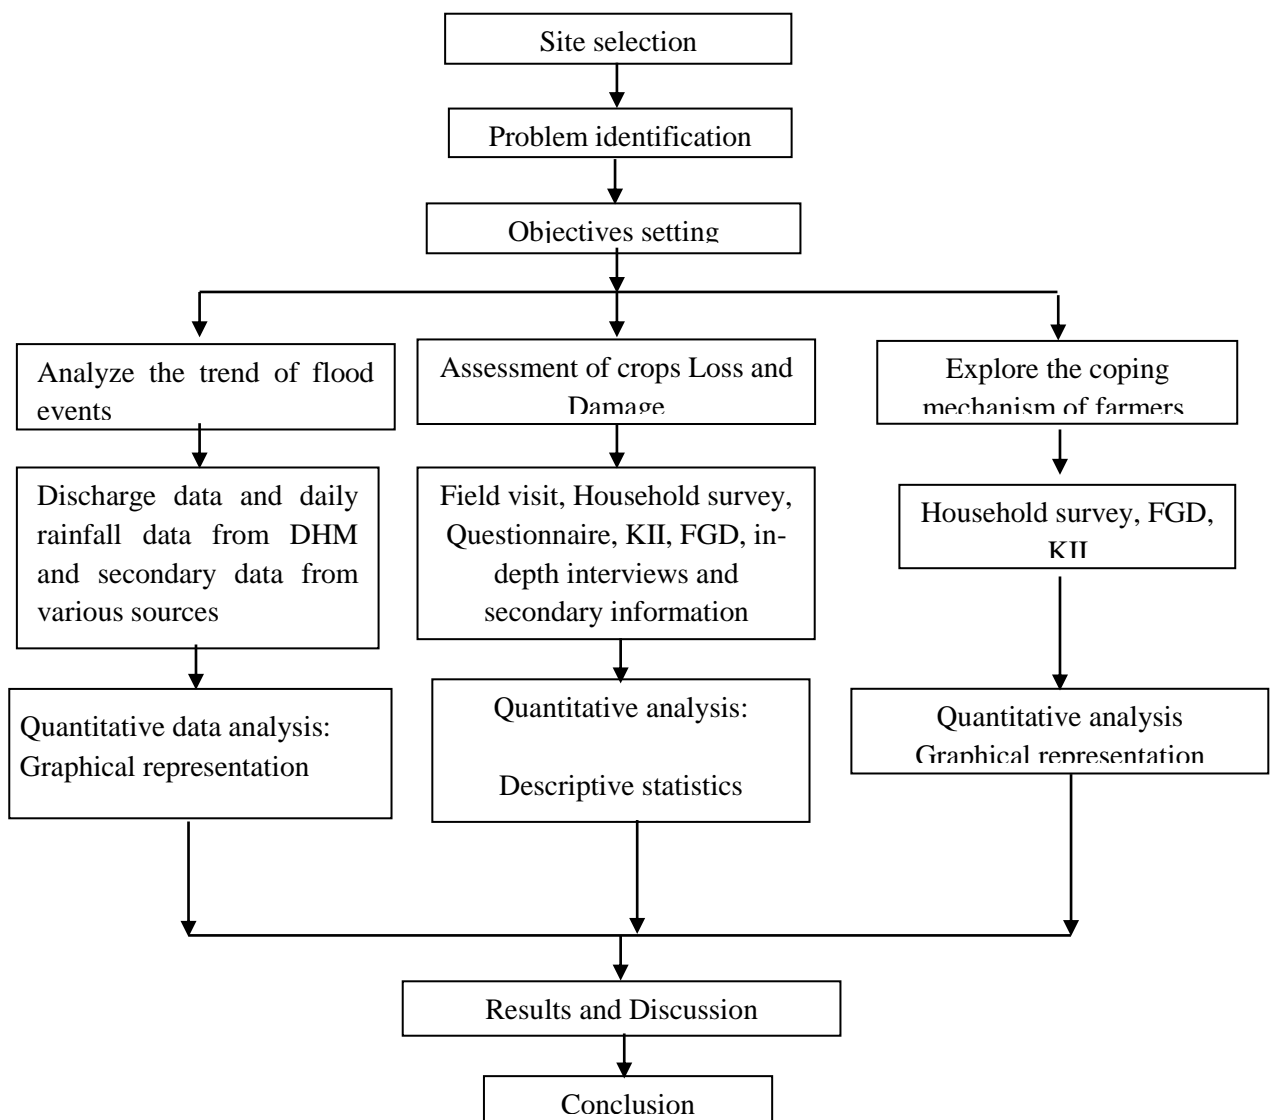 Site selection
Problem identification
Objectives setting
Analyze the trend of flood
events
Assessment of crops Loss and
Damage
Explore the coping
mechanism of farmers
Discharge data and daily
rainfall data from DHM
and secondary data from
various sources
Field visit, Household survey,
Questionnaire, KII, FGD, in-
depth interviews and
secondary information
Household survey, FGD,
KII
Quantitative data analysis:
Graphical representation
Quantitative analysis:
Descriptive statistics
Quantitative analysis
Graphical representation
Results and Discussion
Conclusion